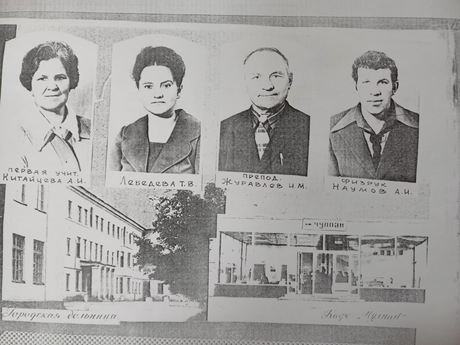 ПЕРВАЯ УЧИТ.
КИТАЙЦЕВА А.И.
ЛЕБЕДЕВА Т.В.
ПРЕПОД.
ЖУРАВЛЕВ И.М.
ФИЗРУК
НАУМОВ А.И.
Городская больница
Кафе